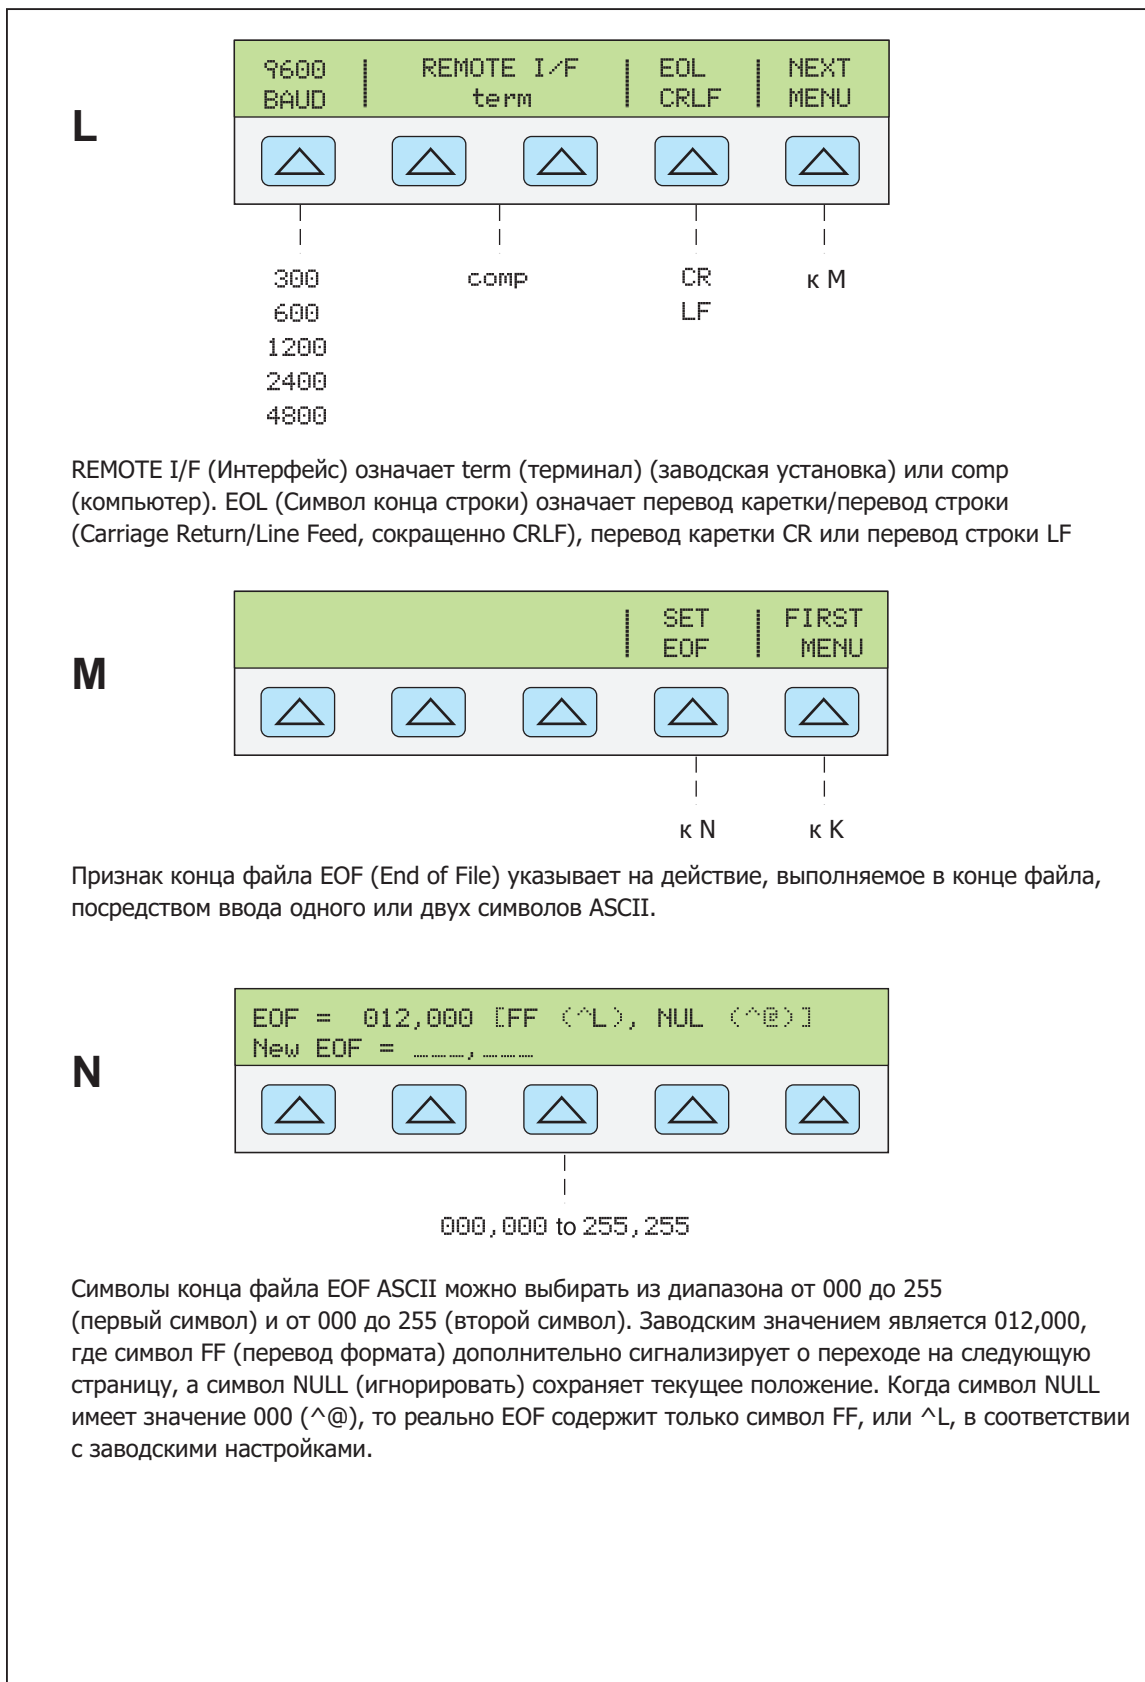 L
9600 | REMOTE I/F | EOL | NEXT
BAUD | term | CRLF | MENU
300 comp CR к M
600 LF
1200
2400
4800
REMOTE I/F (Интерфейс) означает term (терминал) (заводская установка) или comp
(компьютер). EOL (Символ конца строки) означает перевод каретки/перевод строки
(Carriage Return/Line Feed, сокращенно CRLF), перевод каретки CR или перевод строки LF
M
| SET | FIRST
| EOF | MENU
к N к K
Признак конца файла EOF (End of File) указывает на действие, выполняемое в конце файла,
посредством ввода одного или двух символов ASCII.
N
EOF = 012,000 [FF (^L), NUL (^@)]
New EOF = ___,___
000,000 to 255,255
Символы конца файла EOF ASCII можно выбирать из диапазона от 000 до 255
(первый символ) и от 000 до 255 (второй символ). Заводским значением является 012,000,
где символ FF (перевод формата) дополнительно сигнализирует о переходе на следующую
страницу, а символ NULL (игнорировать) сохраняет текущее положение. Когда символ NULL
имеет значение 000 (^@), то реально EOF содержит только символ FF, или ^L, в соответствии
с заводскими настройками.